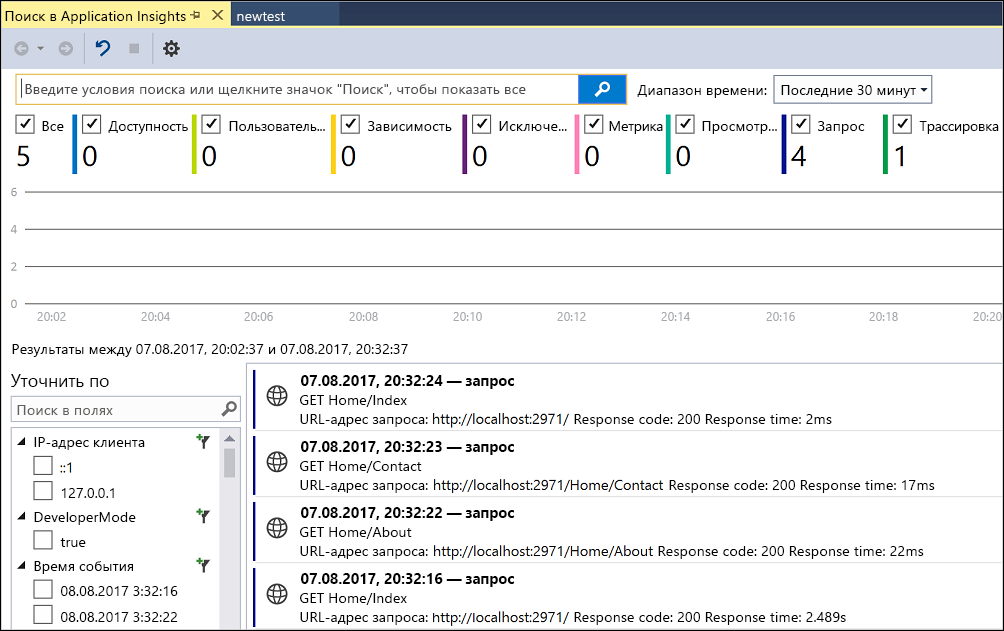 Поиск в Application Insights newtest
Введите условия поиска или щелкните значок "Поиск", чтобы показать все Диапазон времени: Последние 30 минут
Все Доступность Пользователь... Зависимость Исключе... Метрика Просмотр... Запрос Трассировка
5 0 0 0 0 0 0 4 1
6
4
2
0
20:02 20:04 20:06 20:08 20:10 20:12 20:14 20:16 20:18 20:20
Результаты между 07.08.2017, 20:02:37 и 07.08.2017, 20:32:37
Уточнить по
Поиск в полях
IP-адрес клиента
::1
127.0.0.1
DeveloperMode
true
Время события
08.08.2017 3:32:16
08.08.2017 3:32:22
07.08.2017, 20:32:24 — запрос
GET Home/Index
URL-адрес запроса: http://localhost:2971/ Response code: 200 Response time: 2ms
07.08.2017, 20:32:23 — запрос
GET Home/Contact
URL-адрес запроса: http://localhost:2971/Home/Contact Response code: 200 Response time: 17ms
07.08.2017, 20:32:22 — запрос
GET Home/About
URL-адрес запроса: http://localhost:2971/Home/About Response code: 200 Response time: 22ms
07.08.2017, 20:32:16 — запрос
GET Home/Index
URL-адрес запроса: http://localhost:2971/ Response code: 200 Response time: 2.489s